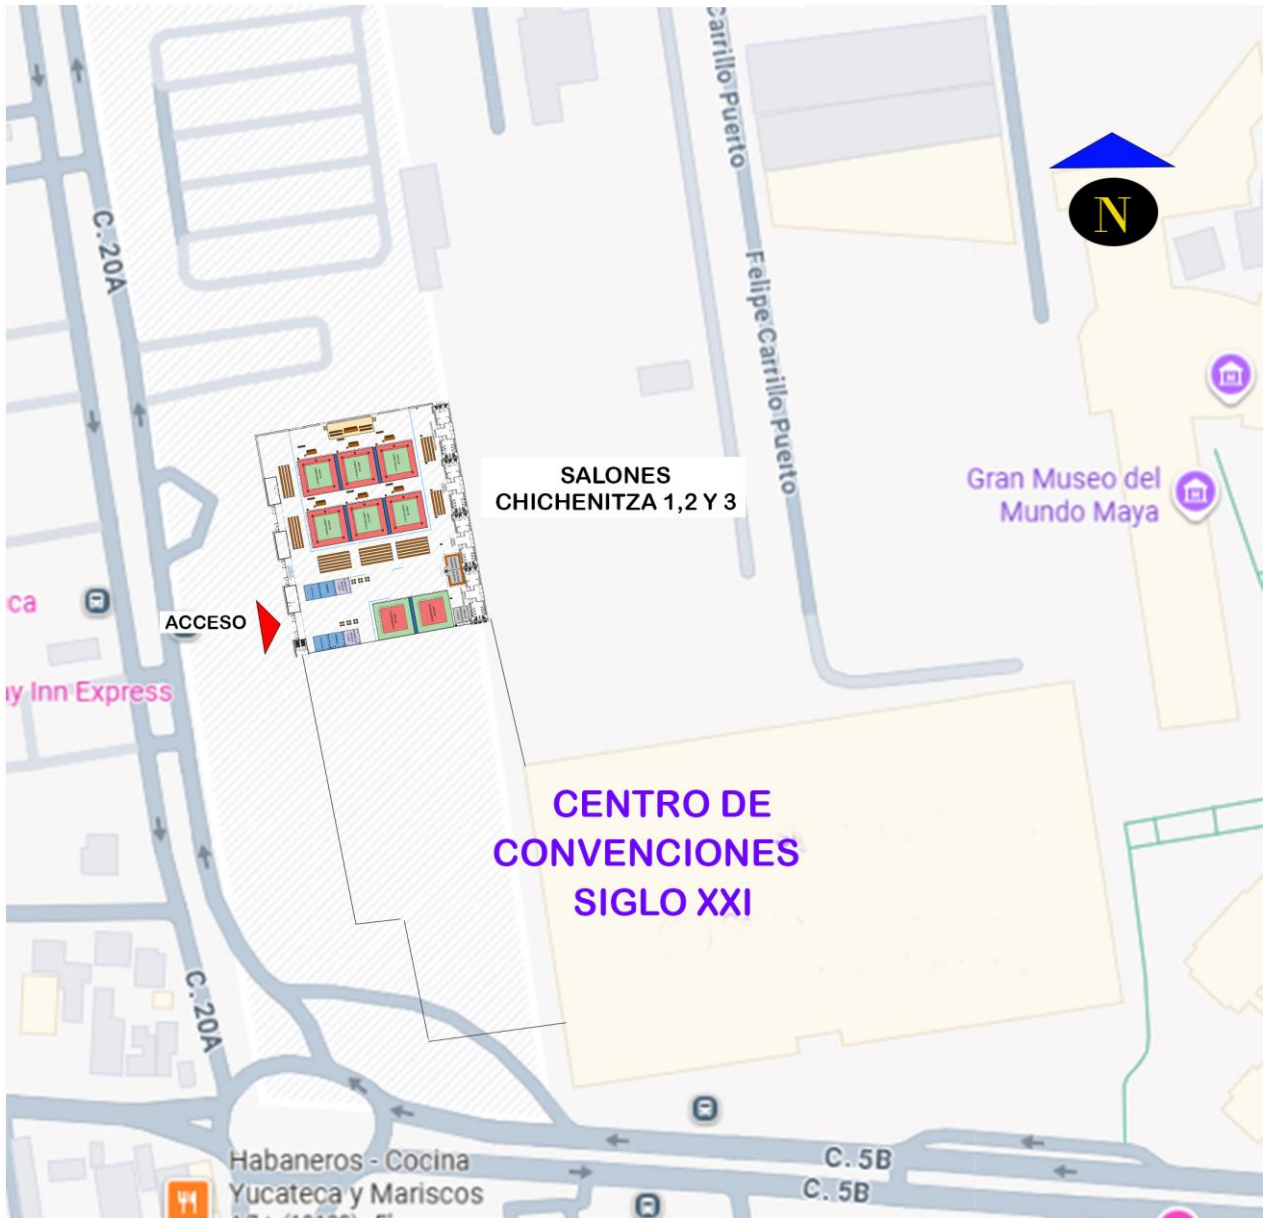 Carrillo Puerto
N
C. 20A
Felipe Carrillo Puerto
SALONES
CHICHENITZA 1,2 Y 3
Gran Museo del
Mundo Maya
ca
ACCESO
y Inn Express
CENTRO DE
CONVENCIONES
SIGLO XXI
C. 20A
Habaneros - Cocina
Yucateca y Mariscos
C. 5B
C. 5B